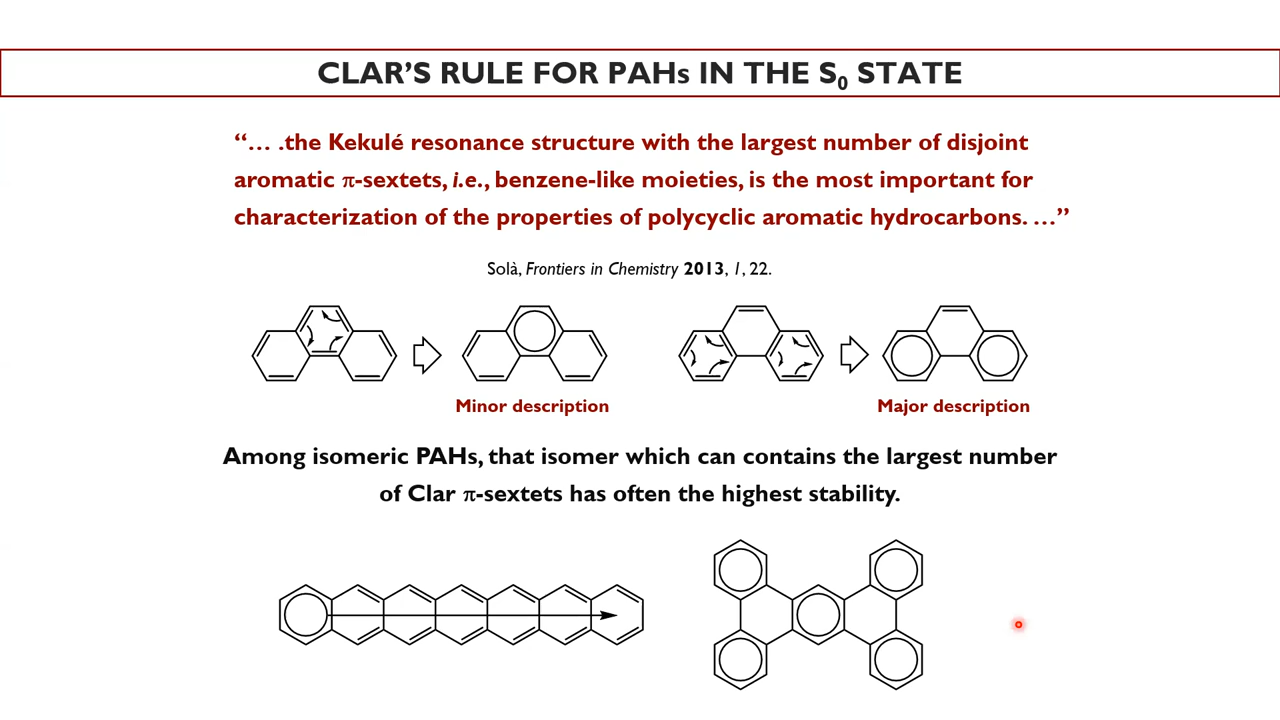 CLAR'S RULE FOR PAHs IN THE S₀ STATE
“… .the Kekulé resonance structure with the largest number of disjoint
aromatic π-sextets, i.e., benzene-like moieties, is the most important for
characterization of the properties of polycyclic aromatic hydrocarbons. …”
Solà, Frontiers in Chemistry 2013, 1, 22.
Minor description
Major description
Among isomeric PAHs, that isomer which can contains the largest number
of Clar π-sextets has often the highest stability.